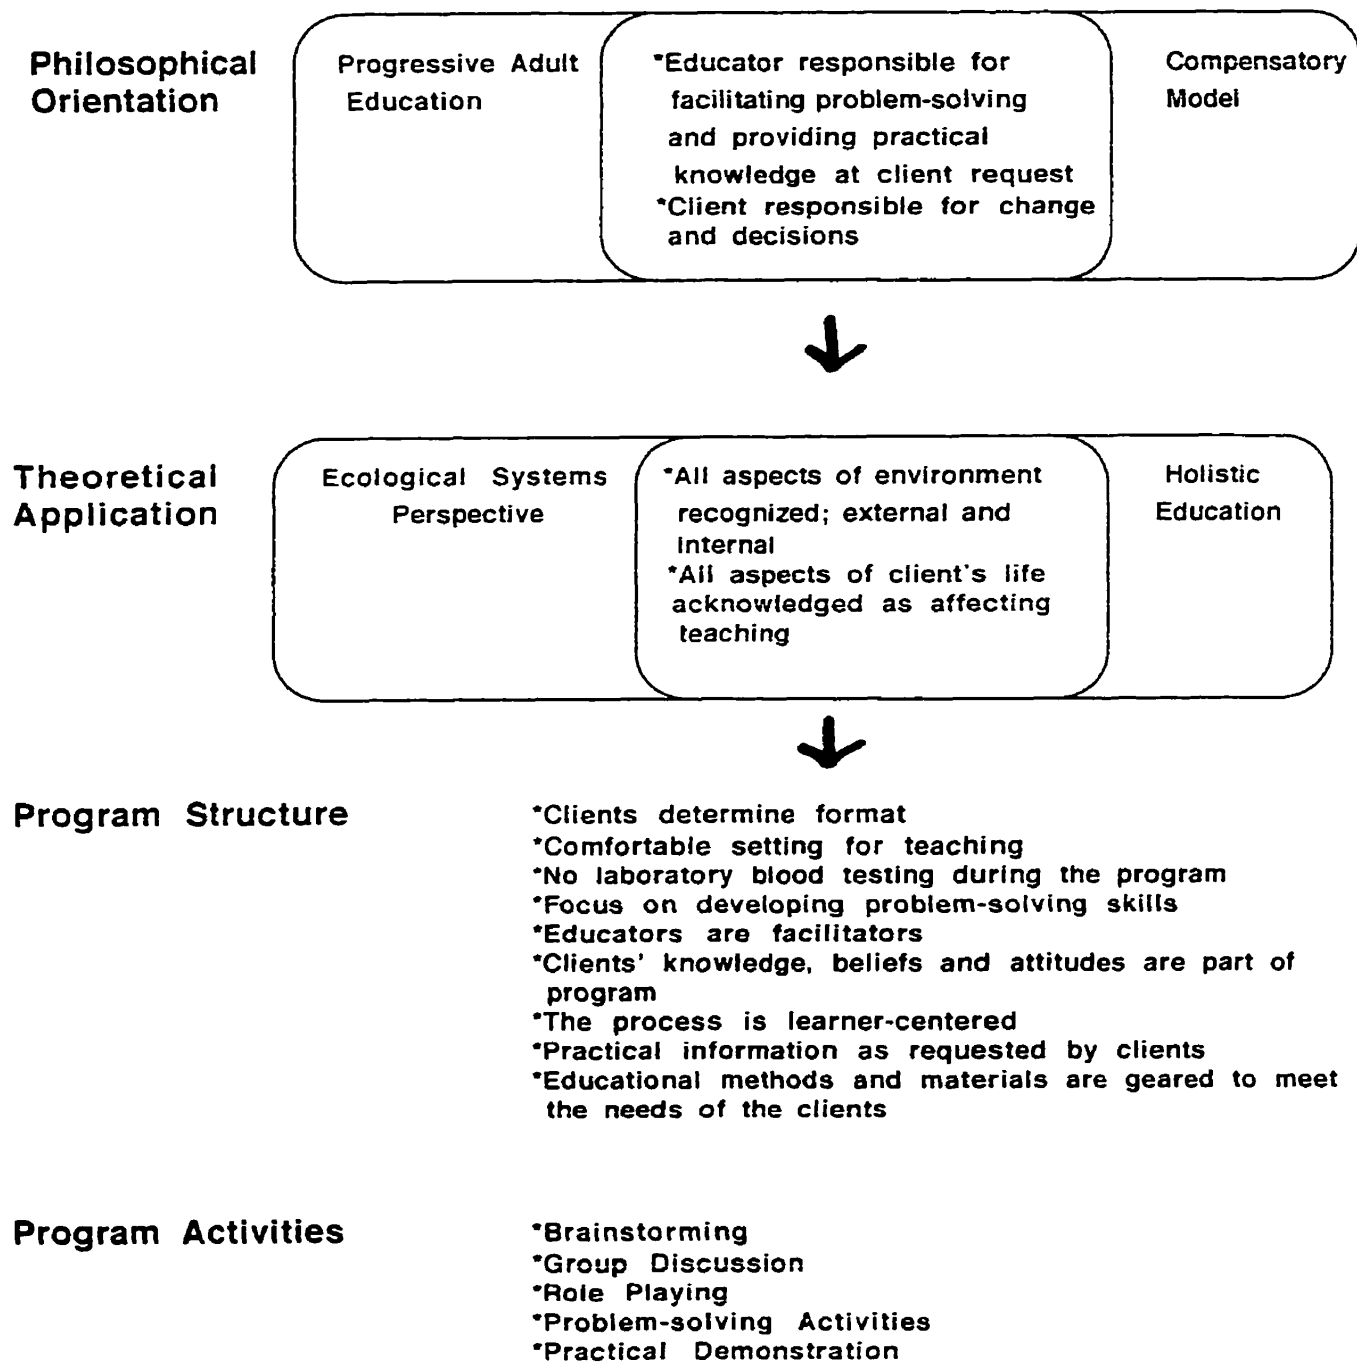 Philosophical
Orientation
Progressive Adult
Education
*Educator responsible for
facilitating problem-solving
and providing practical
knowledge at client request
*Client responsible for change
and decisions
Compensatory
Model
Theoretical
Application
Ecological Systems
Perspective
*All aspects of environment
recognized; external and
internal
*All aspects of client's life
acknowledged as affecting
teaching
Holistic
Education
Program Structure
*Clients determine format
*Comfortable setting for teaching
*No laboratory blood testing during the program
*Focus on developing problem-solving skills
*Educators are facilitators
*Clients' knowledge, beliefs and attitudes are part of
program
*The process is learner-centered
*Practical information as requested by clients
*Educational methods and materials are geared to meet
the needs of the clients
Program Activities
*Brainstorming
*Group Discussion
*Role Playing
*Problem-solving Activities
*Practical Demonstration